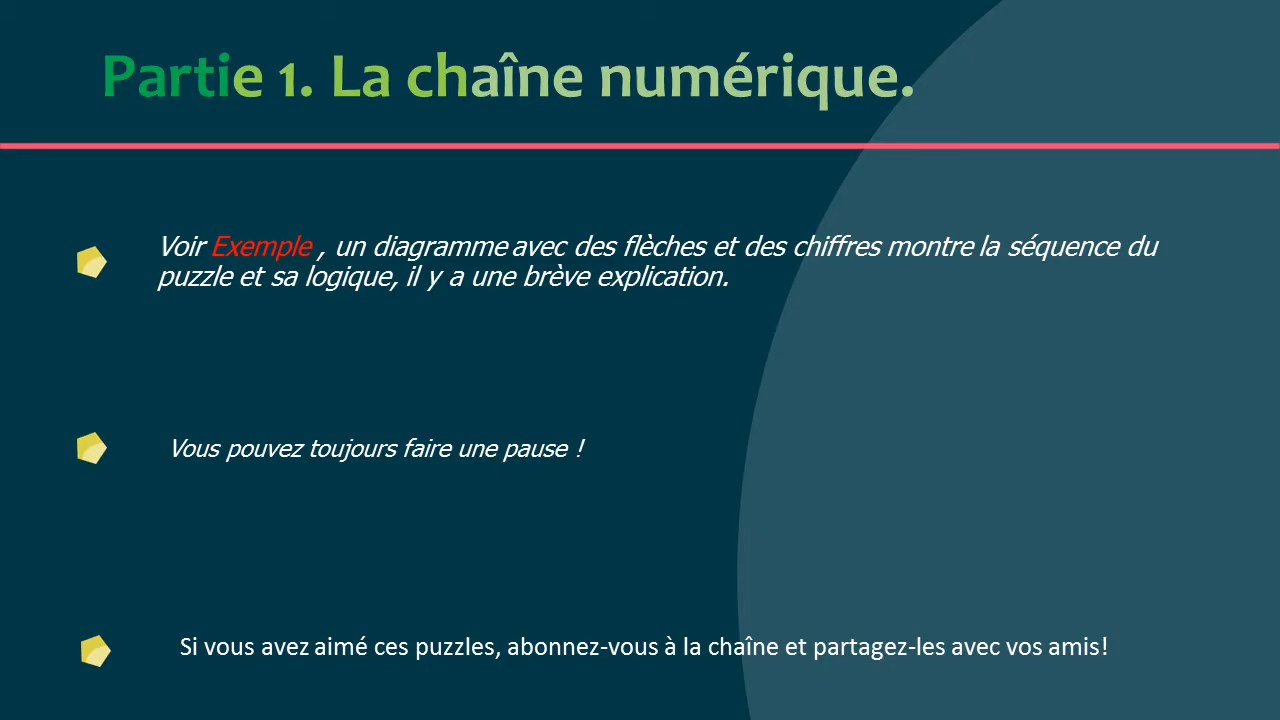 Partie 1. La chaîne numérique.
Voir Exemple , un diagramme avec des flèches et des chiffres montre la séquence du
puzzle et sa logique, il y a une brève explication.
Vous pouvez toujours faire une pause !
Si vous avez aimé ces puzzles, abonnez-vous à la chaîne et partagez-les avec vos amis!